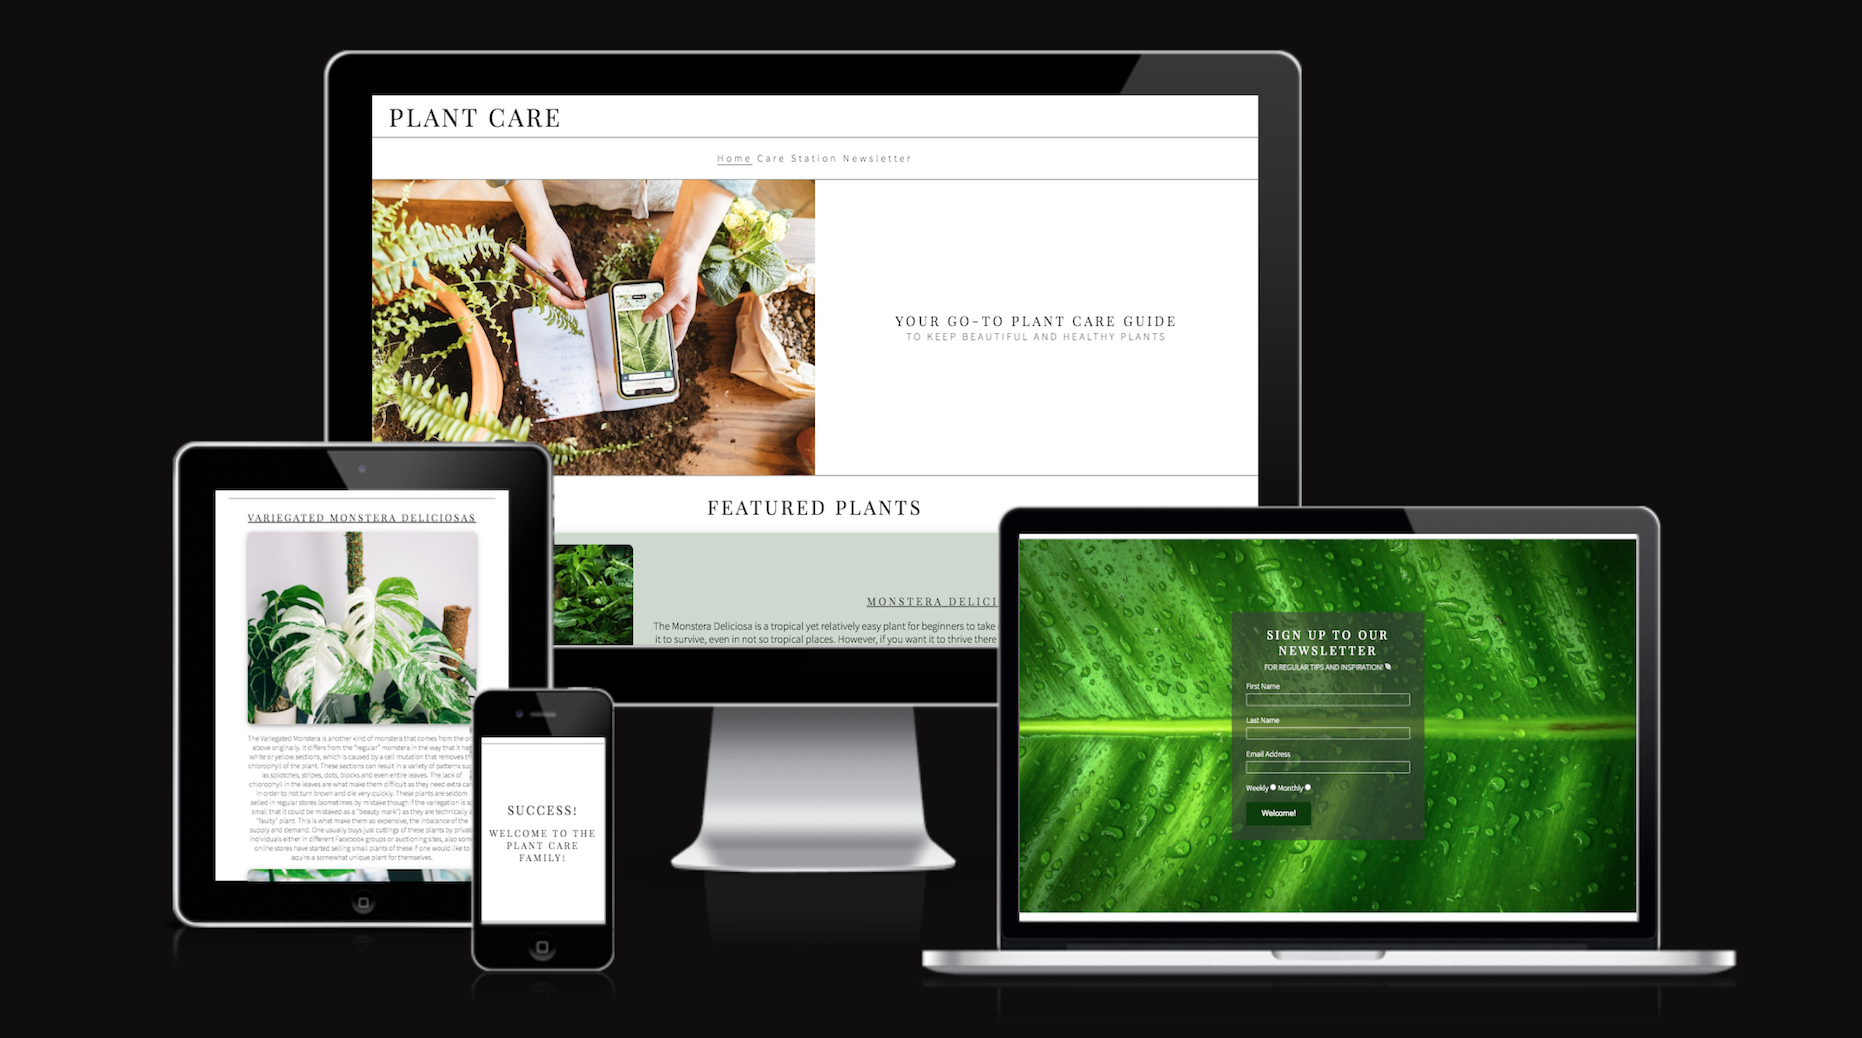 PLANT CARE
Home Care Station Newsletter
YOUR GO-TO PLANT CARE GUIDE
TO KEEP BEAUTIFUL AND HEALTHY PLANTS
FEATURED PLANTS
MONSTERA DELICI
The Monstera Deliciosa is a tropical yet relatively easy plant for beginners to take
it to survive, even in not so tropical places. However, if you want it to thrive there
VARIEGATED MONSTERA DELICIOSAS
The Variegated Monstera is another kind of monstera that comes from the on
above originally. It differs from the "regular" monstera in the way that it has
white or yellow sections, which is caused by a cell mutation that removes th
chlorophyll of the plant. These sections can result in a variety of patterns suc
as splotches, stripes, dots, blocks and even entire leaves. The lack of
chlorophyll in the leaves are what make them difficult as they need extra car
in order to not turn brown and die very quickly. These plants are seldom
selled in regular stores (sometimes by mistake though if the variegation is so
small that it could be mistaked as a "beauty mark") as they are technically a
"faulty" plant. This is what make them so expensive, the inbalance of the
supply and demand. One usually buys just cuttings of these plants by privat
individuals either in different Facebook groups or auctioning sites, also som
online stores have started selling small plants of these if one would like to
aquire a somewhat unique plant for themselves.
SUCCESS!
WELCOME TO THE
PLANT CARE
FAMILY!
SIGN UP TO OUR
NEWSLETTER
FOR REGULAR TIPS AND INSPIRATION!
First Name
Last Name
Email Address
Weekly Monthly
Welcome!